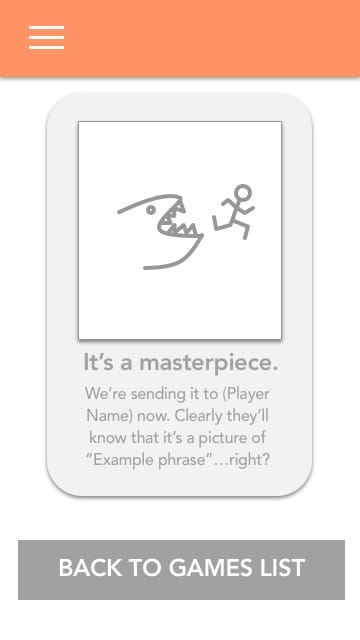 It’s a masterpiece.
We’re sending it to (Player
Name) now. Clearly they’ll
know that it’s a picture of
“Example phrase”...right?
BACK TO GAMES LIST